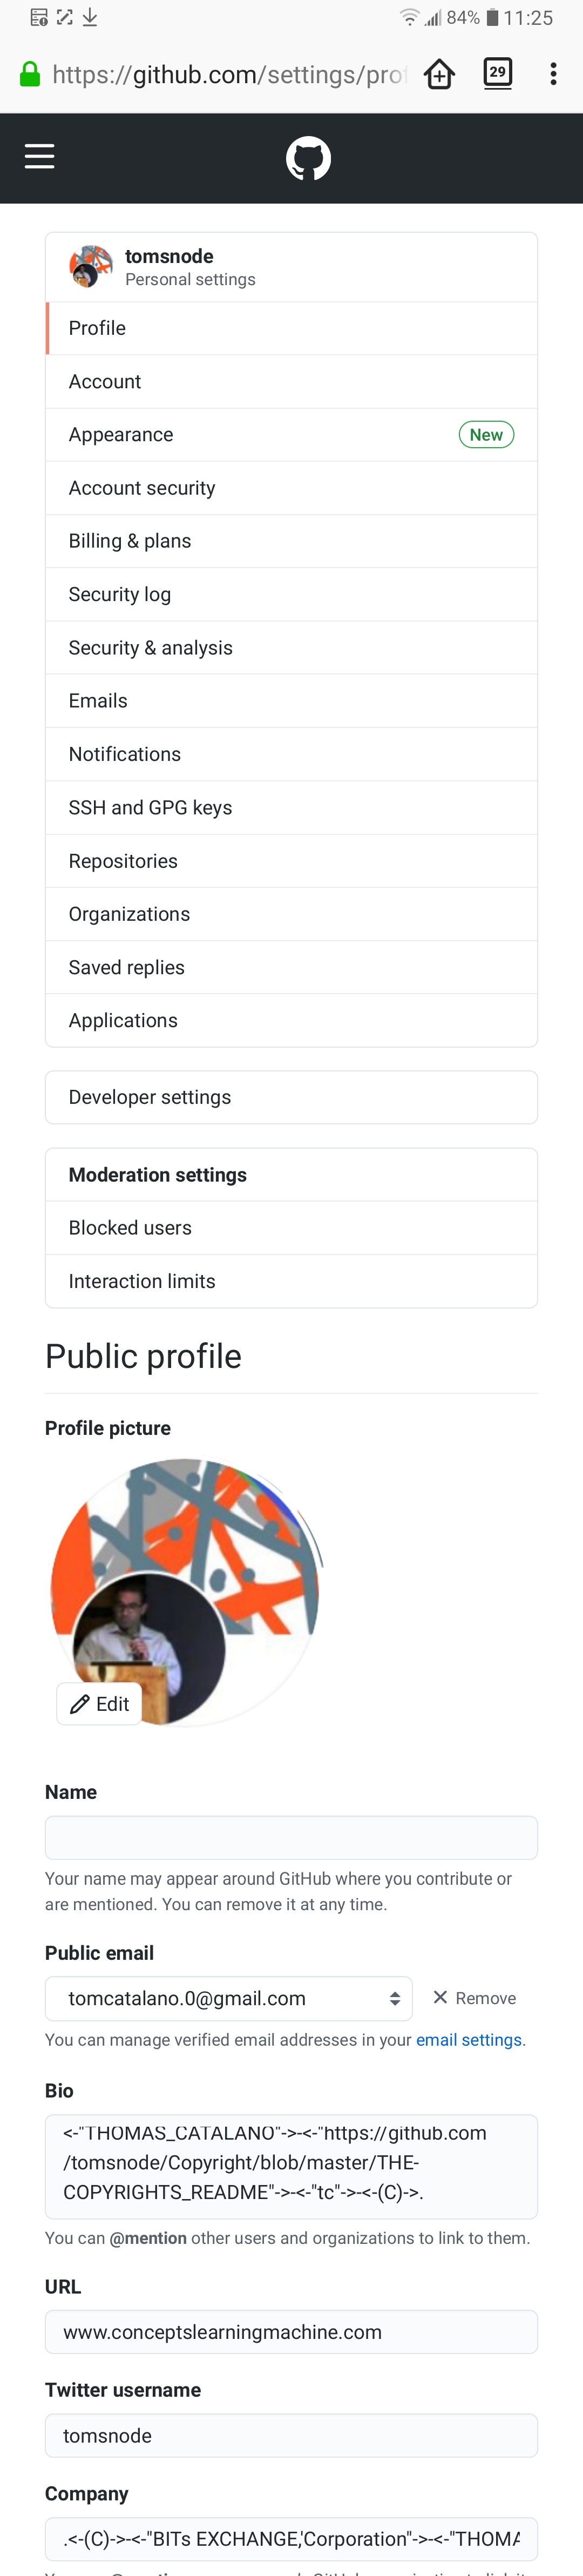 84% 11:25
https://github.com/settings/prof
29
tomsnode
Personal settings
Profile
Account
Appearance New
Account security
Billing & plans
Security log
Security & analysis
Emails
Notifications
SSH and GPG keys
Repositories
Organizations
Saved replies
Applications
Developer settings
Moderation settings
Blocked users
Interaction limits
Public profile
Profile picture
Edit
Name
Your name may appear around GitHub where you contribute or
are mentioned. You can remove it at any time.
Public email
tomcatalano.0@gmail.com Remove
You can manage verified email addresses in your email settings.
Bio
<-"THOMAS_CATALANO"->-<-"https://github.com
/tomsnode/Copyright/blob/master/THE-
COPYRIGHTS_README"->-<-"tc"->-<-(C)->.
You can @mention other users and organizations to link to them.
URL
www.conceptslearningmachine.com
Twitter username
tomsnode
Company
.<-(C)->-<-"BITs EXCHANGE,'Corporation"->-<-"THOMA